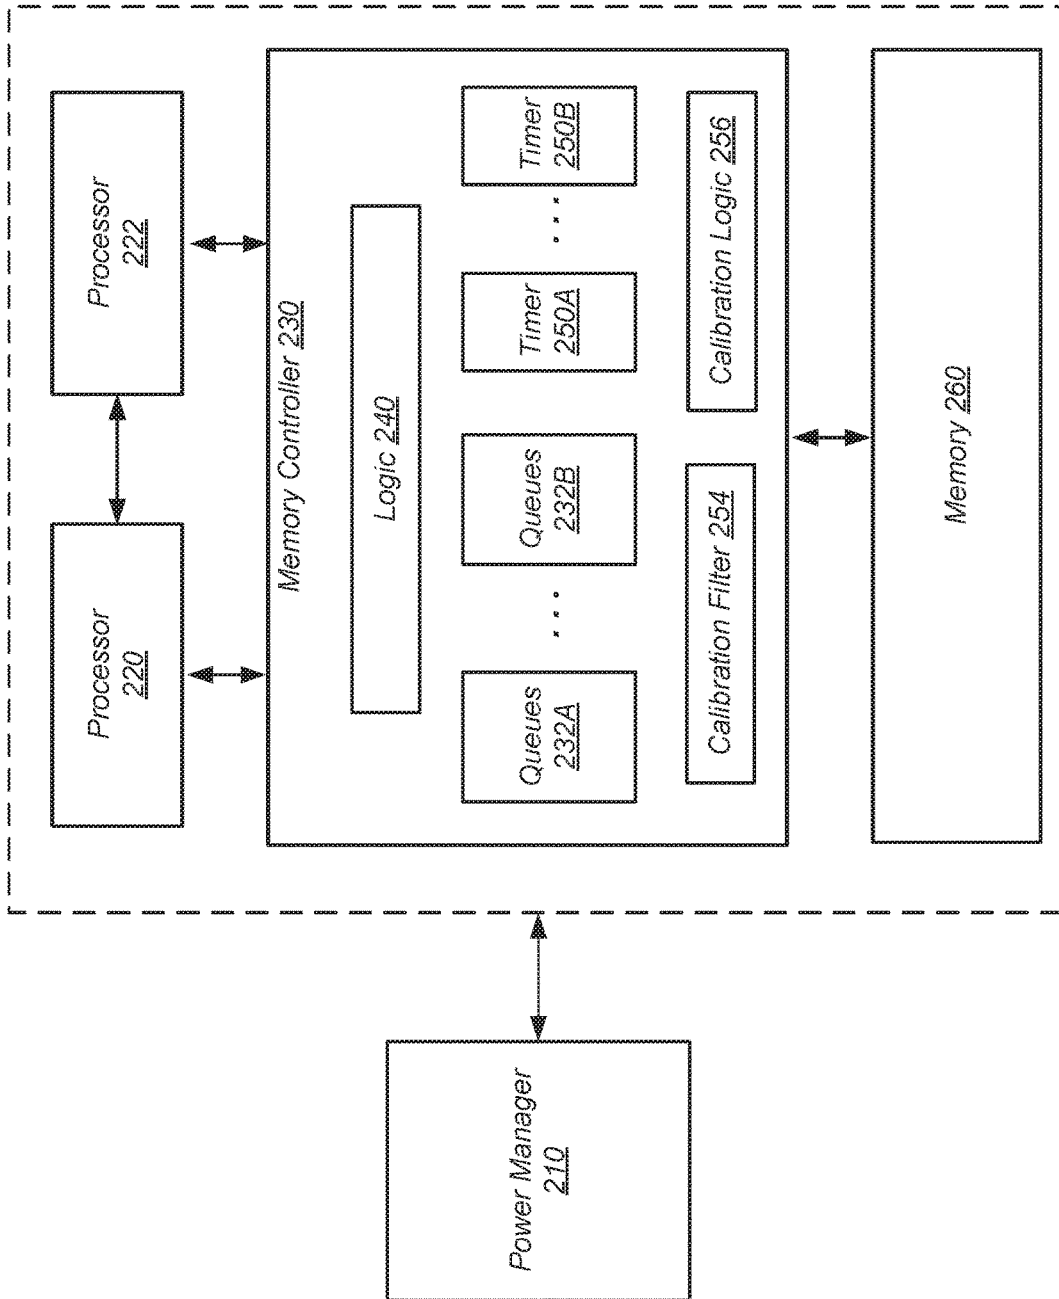 Power Manager
210
Processor
220
Processor
222
Memory Controller 230
Logic 240
Queues
232A
. . .
Queues
232B
Timer
250A
. . .
Timer
250B
Calibration Filter 254
Calibration Logic 256
Memory 260